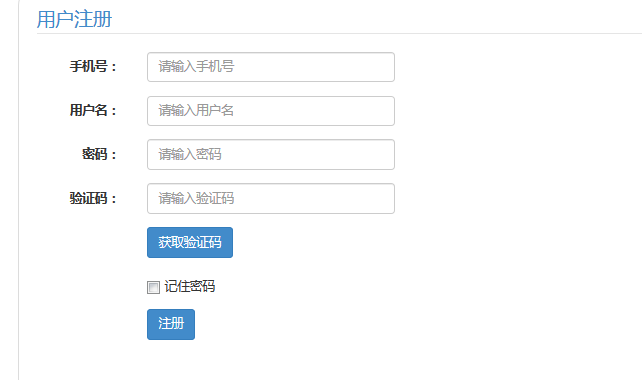 用户注册
手机号： 请输入手机号
用户名： 请输入用户名
密码： 请输入密码
验证码： 请输入验证码
获取验证码
记住密码
注册